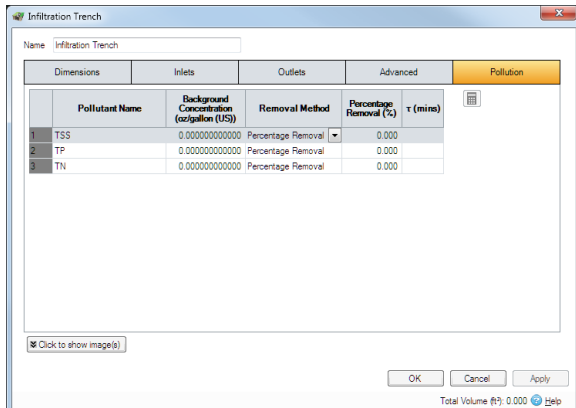 Infiltration Trench
Name Infiltration Trench
Dimensions Inlets Outlets Advanced Pollution
Pollutant Name Background Concentration (oz/gallon (US)) Removal Method Percentage Removal (%) τ (mins)
1 TSS 0.000000000000 Percentage Removal 0.000
2 TP 0.000000000000 Percentage Removal 0.000
3 TN 0.000000000000 Percentage Removal 0.000
Click to show image(s)
OK Cancel Apply
Total Volume (ft³): 0.000 Help